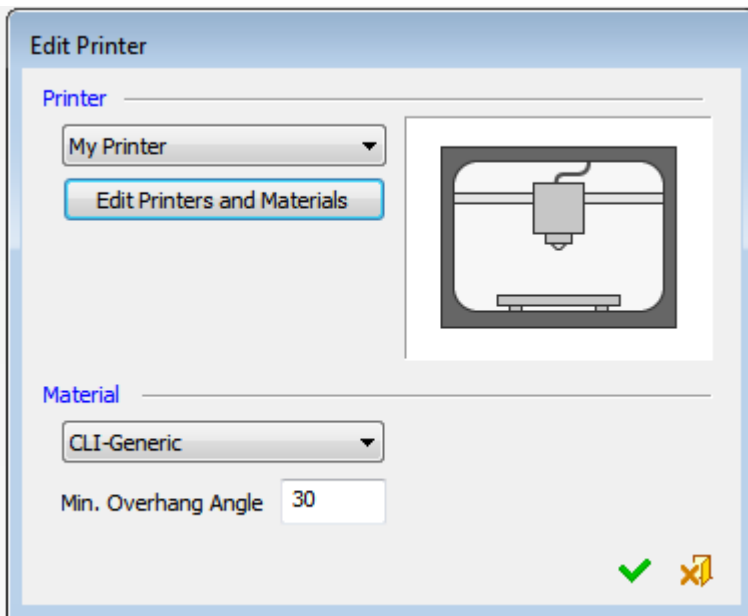 Edit Printer
Printer
My Printer
Edit Printers and Materials
Material
CLI-Generic
Min. Overhang Angle 30